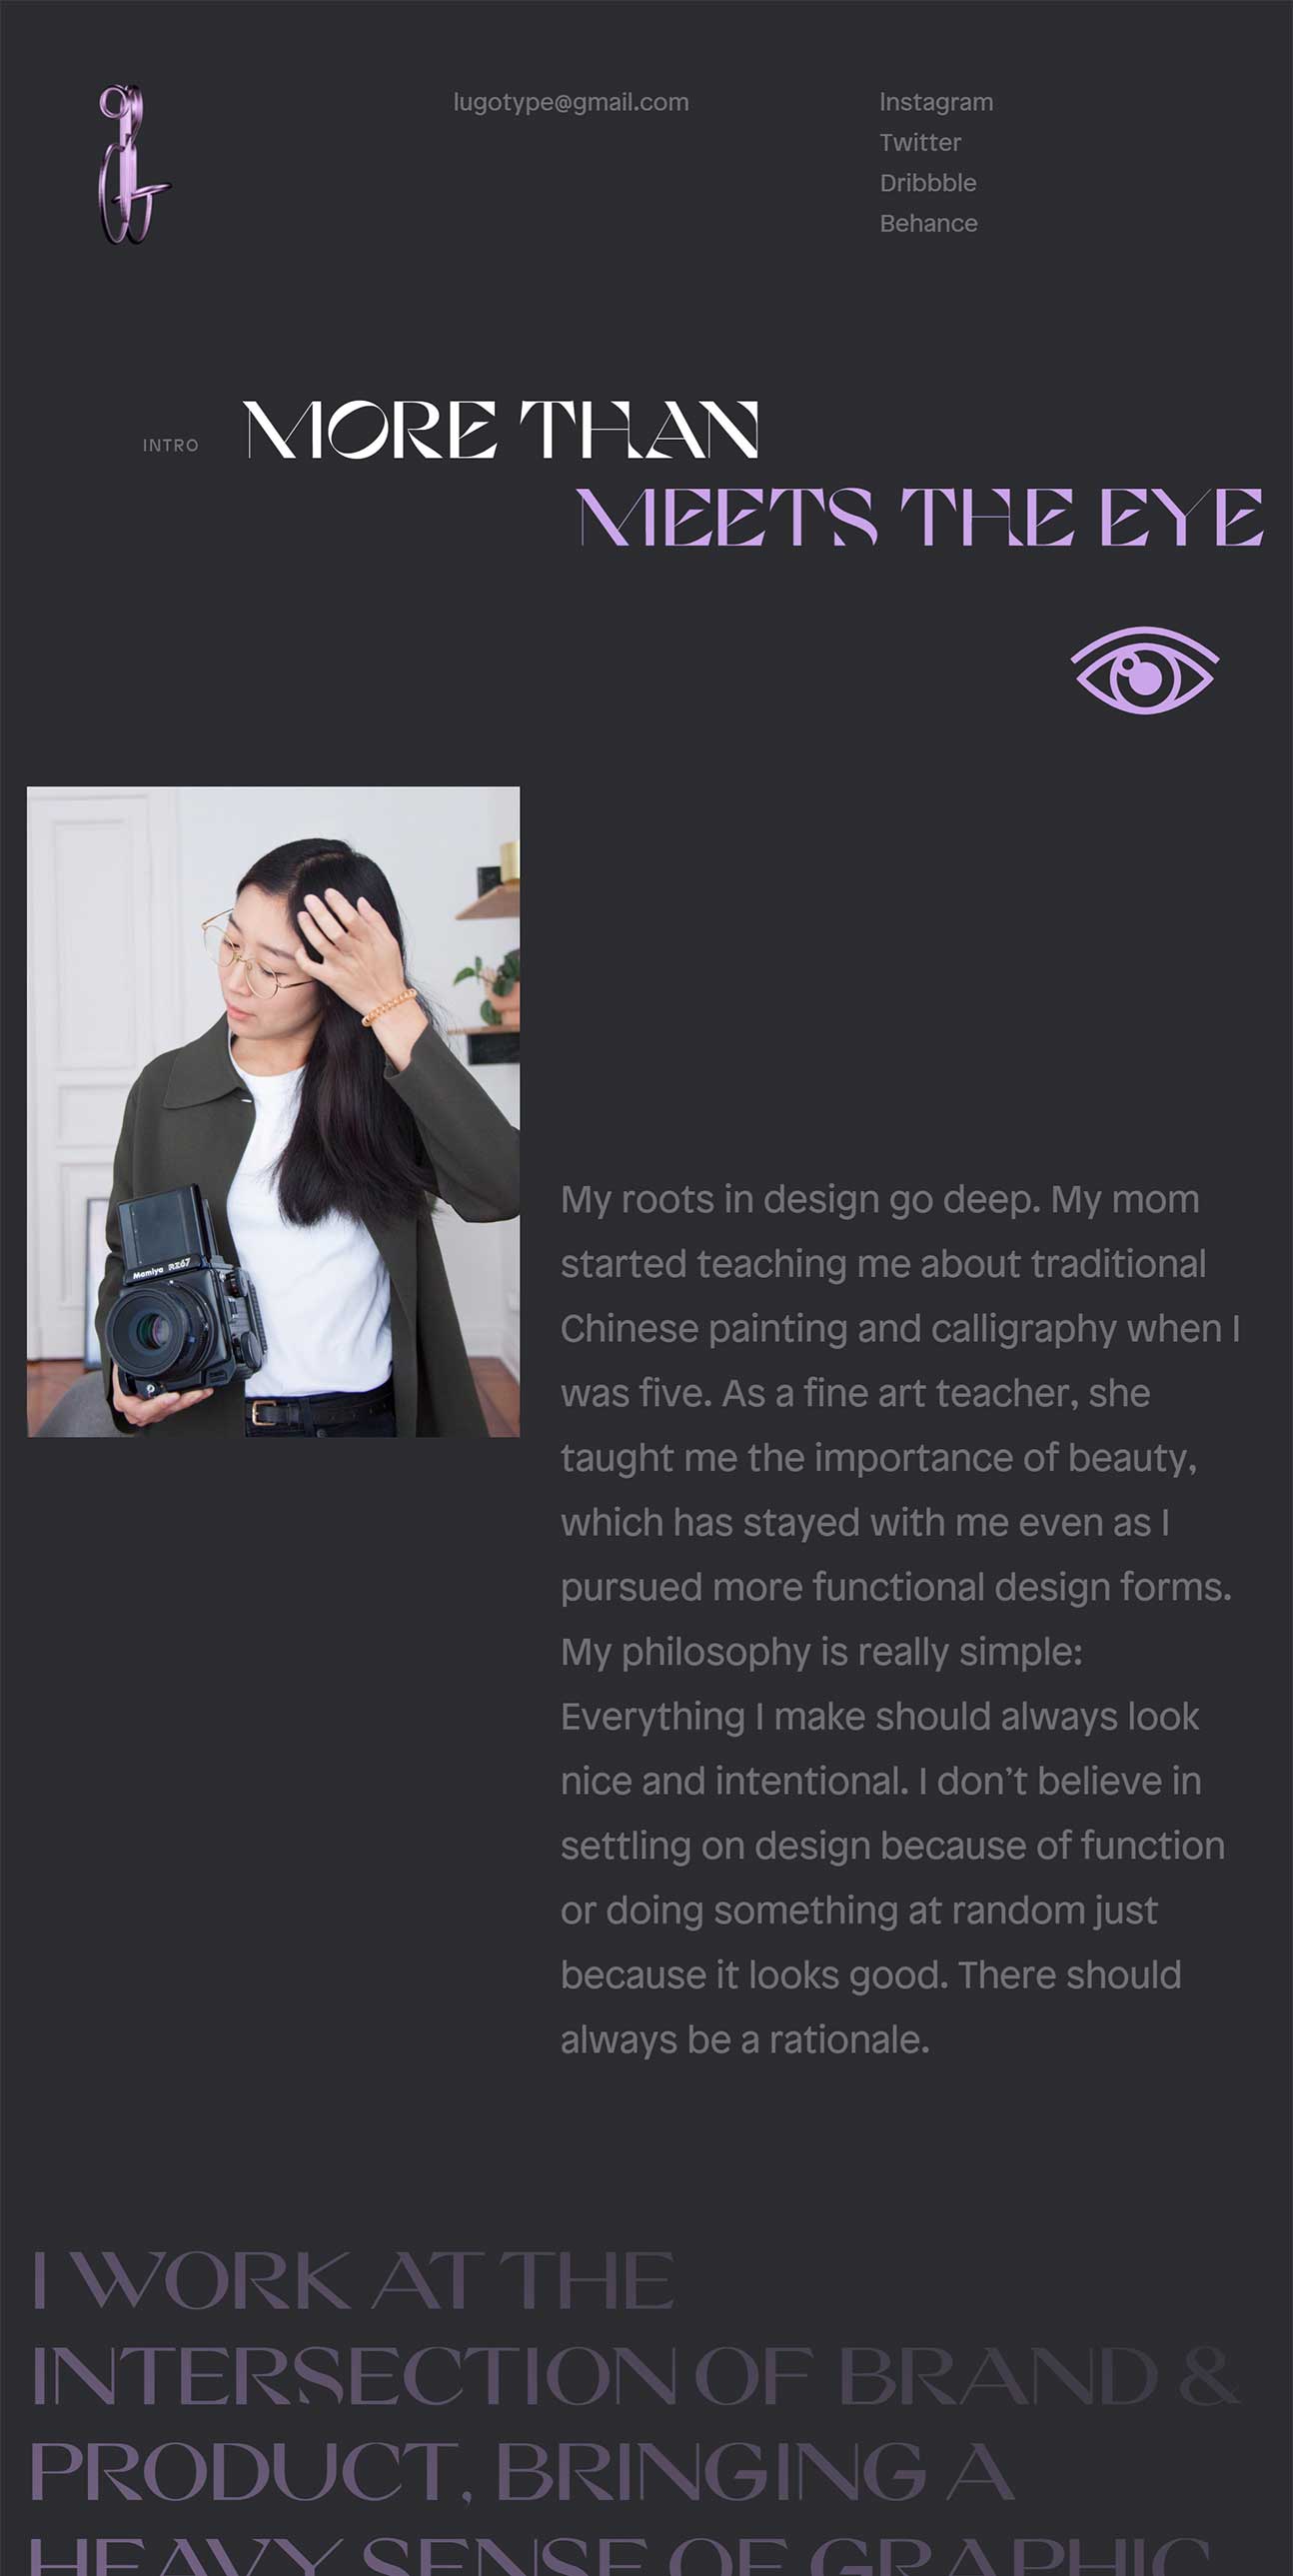 lugotype@gmail.com
Instagram
Twitter
Dribbble
Behance
INTRO
MORE THAN
MEETS THE EYE
Mamiya RZ67
My roots in design go deep. My mom
started teaching me about traditional
Chinese painting and calligraphy when I
was five. As a fine art teacher, she
taught me the importance of beauty,
which has stayed with me even as I
pursued more functional design forms.
My philosophy is really simple:
Everything I make should always look
nice and intentional. I don’t believe in
settling on design because of function
or doing something at random just
because it looks good. There should
always be a rationale.
I WORK AT THE
INTERSECTION OF BRAND &
PRODUCT, BRINGING A
HEAVY SENSE OF GRAPHIC